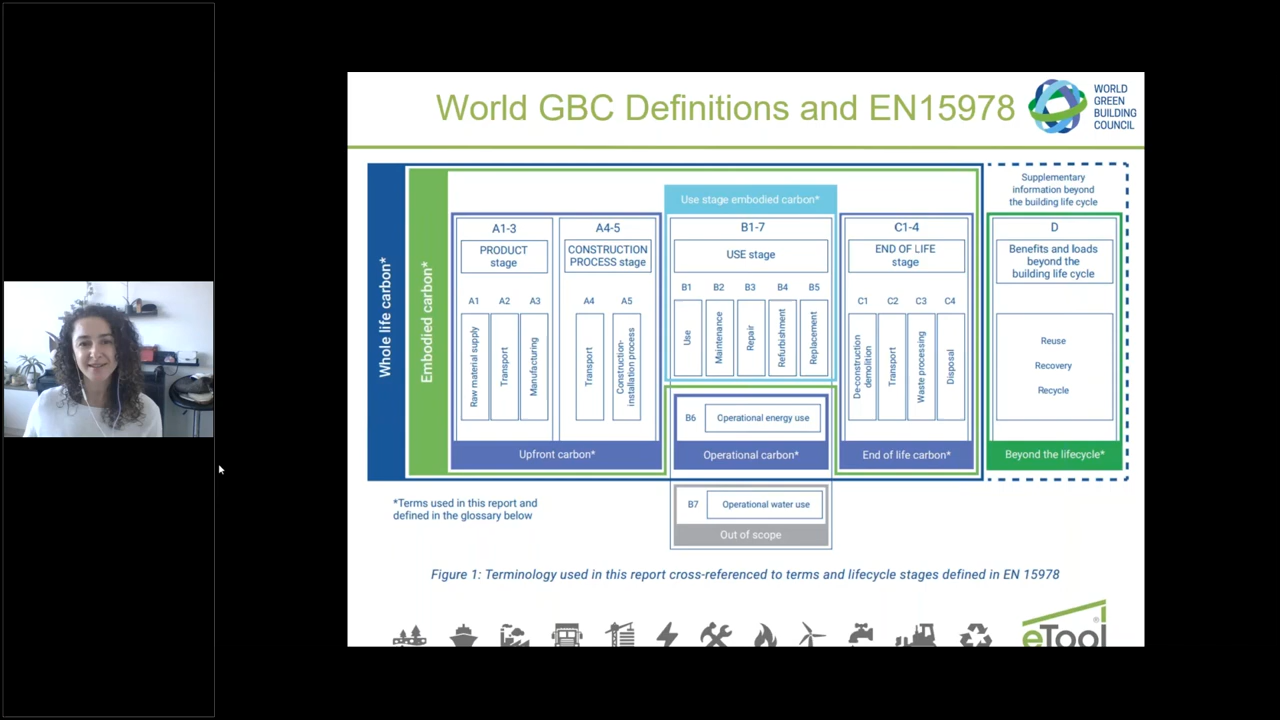 World GBC Definitions and EN15978
WORLD
GREEN
BUILDING
COUNCIL
Whole life carbon*
Embodied carbon*
A1-3
PRODUCT
stage
A1
A2
A3
Raw material supply
Transport
Manufacturing
A4-5
CONSTRUCTION
PROCESS stage
A4
A5
Transport
Construction-
installation process
Upfront carbon*
Use stage embodied carbon*
B1-7
USE stage
B1
B2
B3
B4
B5
Use
Maintenance
Repair
Refurbishment
Replacement
B6
Operational energy use
Operational carbon*
B7
Operational water use
Out of scope
C1-4
END OF LIFE
stage
C1
C2
C3
C4
De-construction
demolition
Transport
Waste processing
Disposal
End of life carbon*
Supplementary
information beyond
the building life cycle
D
Benefits and loads
beyond the
building life cycle
Reuse
Recovery
Recycle
Beyond the lifecycle*
*Terms used in this report and
defined in the glossary below
Figure 1: Terminology used in this report cross-referenced to terms and lifecycle stages defined in EN 15978
eTool